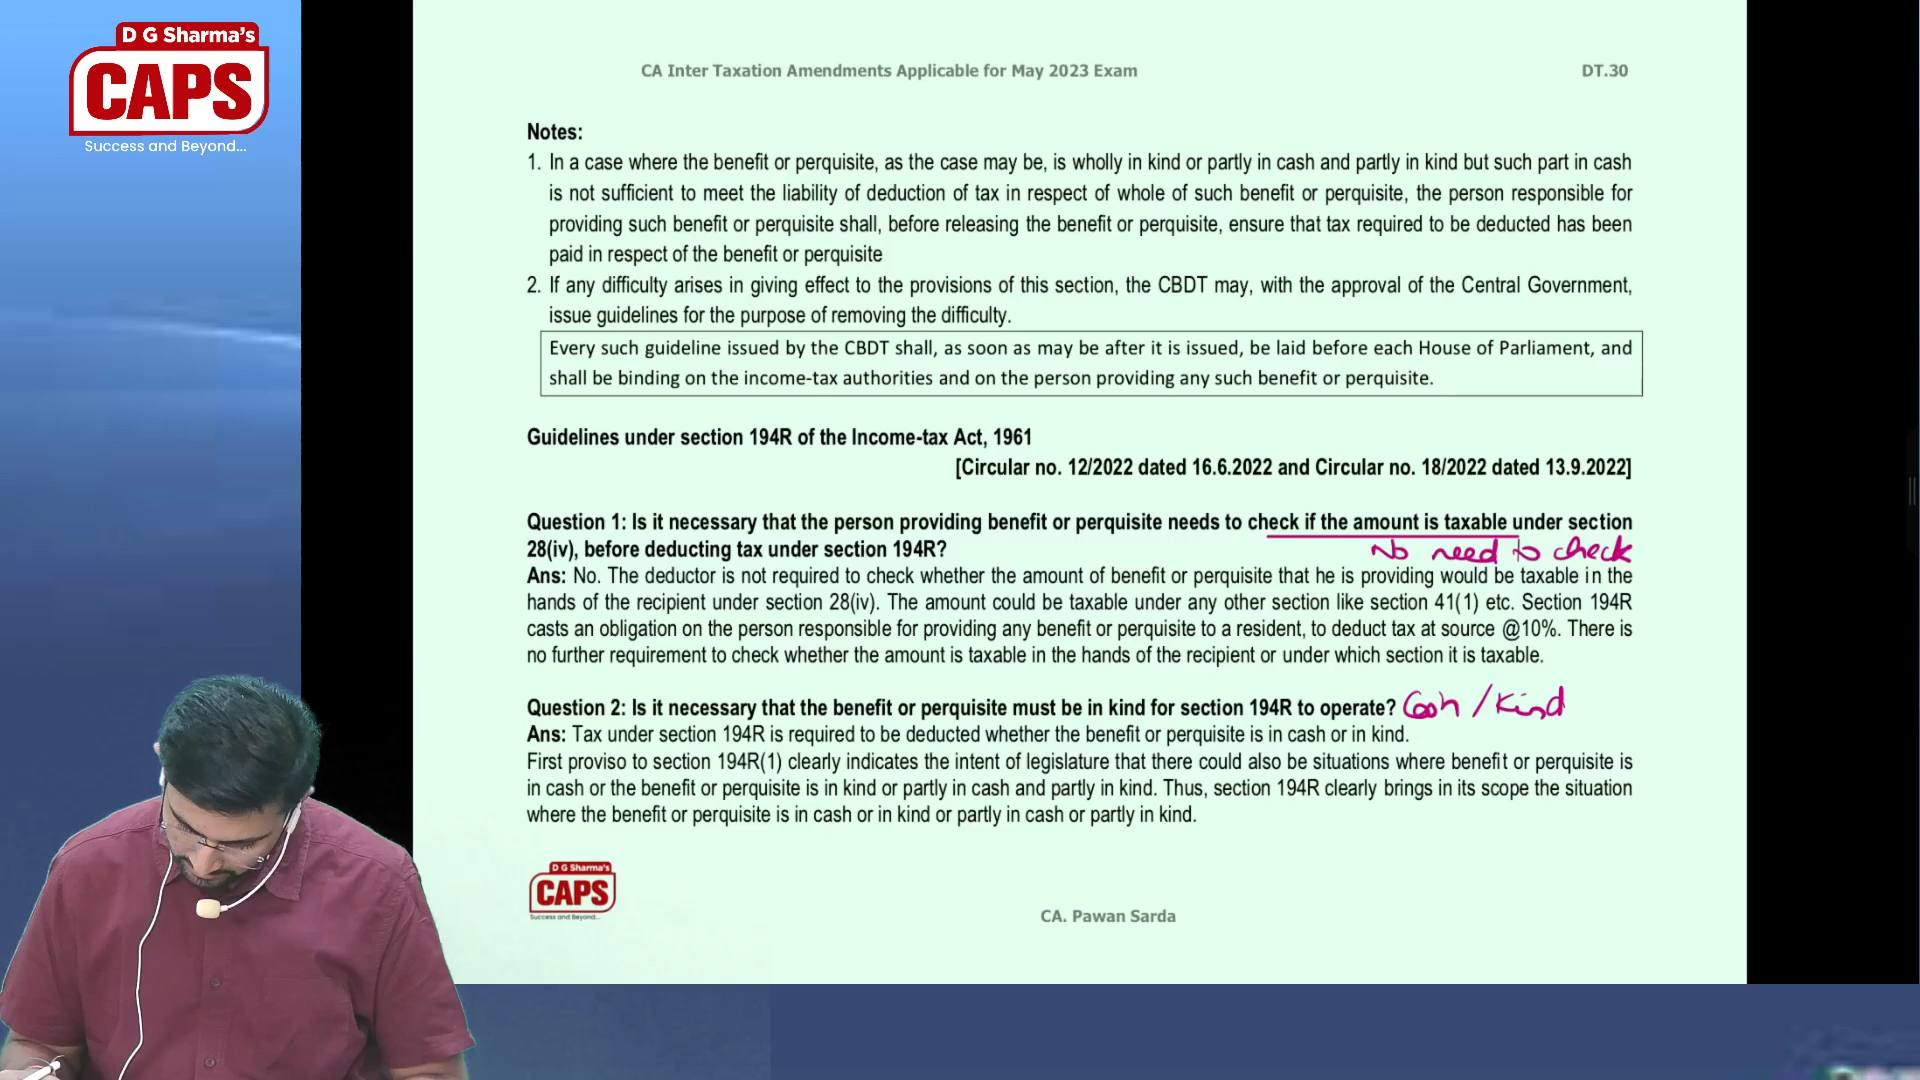 D G Sharma's
CAPS
Success and Beyond...
CA Inter Taxation Amendments Applicable for May 2023 Exam
DT.30
Notes:
1. In a case where the benefit or perquisite, as the case may be, is wholly in kind or partly in cash and partly in kind but such part in cash
is not sufficient to meet the liability of deduction of tax in respect of whole of such benefit or perquisite, the person responsible for
providing such benefit or perquisite shall, before releasing the benefit or perquisite, ensure that tax required to be deducted has been
paid in respect of the benefit or perquisite
2. If any difficulty arises in giving effect to the provisions of this section, the CBDT may, with the approval of the Central Government,
issue guidelines for the purpose of removing the difficulty.
Every such guideline issued by the CBDT shall, as soon as may be after it is issued, be laid before each House of Parliament, and
shall be binding on the income-tax authorities and on the person providing any such benefit or perquisite.
Guidelines under section 194R of the Income-tax Act, 1961
[Circular no. 12/2022 dated 16.6.2022 and Circular no. 18/2022 dated 13.9.2022]
Question 1: Is it necessary that the person providing benefit or perquisite needs to check if the amount is taxable under section
28(iv), before deducting tax under section 194R?
No need to check
Ans: No. The deductor is not required to check whether the amount of benefit or perquisite that he is providing would be taxable in the
hands of the recipient under section 28(iv). The amount could be taxable under any other section like section 41(1) etc. Section 194R
casts an obligation on the person responsible for providing any benefit or perquisite to a resident, to deduct tax at source @10%. There is
no further requirement to check whether the amount is taxable in the hands of the recipient or under which section it is taxable.
Question 2: Is it necessary that the benefit or perquisite must be in kind for section 194R to operate? Cash / Kind
Ans: Tax under section 194R is required to be deducted whether the benefit or perquisite is in cash or in kind.
First proviso to section 194R(1) clearly indicates the intent of legislature that there could also be situations where benefit or perquisite is
in cash or the benefit or perquisite is in kind or partly in cash and partly in kind. Thus, section 194R clearly brings in its scope the situation
where the benefit or perquisite is in cash or in kind or partly in cash or partly in kind.
D G Sharma's
CAPS
Success and Beyond...
CA. Pawan Sarda